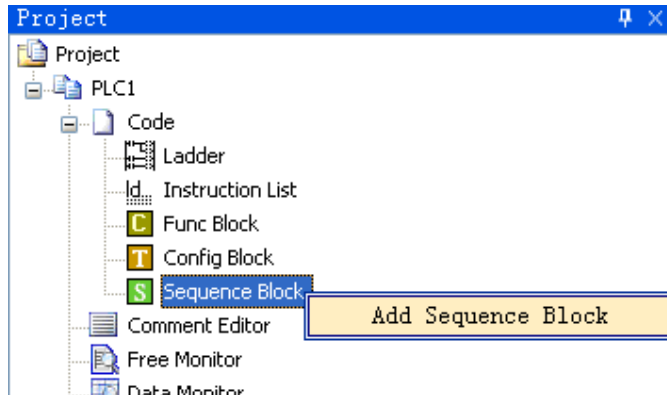 Project
Project
PLC1
Code
Ladder
Instruction List
C Func Block
T Config Block
S Sequence Block
Add Sequence Block
Comment Editor
Free Monitor
Data Monitor